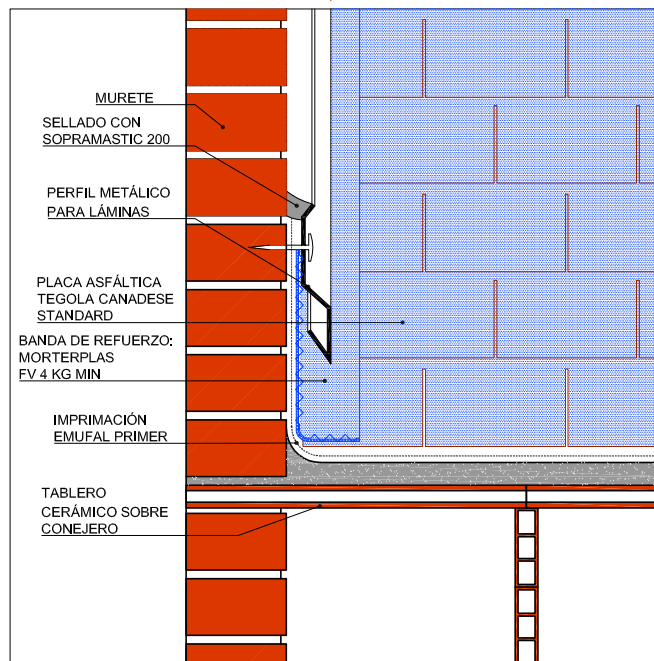 MURETE
SELLADO CON
SOPRAMASTIC 200
PERFIL METÁLICO
PARA LÁMINAS
PLACA ASFÁLTICA
TEGOLA CANADESE
STANDARD
BANDA DE REFUERZO:
MORTERPLAS
FV 4 KG MIN
IMPRIMACIÓN
EMUFAL PRIMER
TABLERO
CERÁMICO SOBRE
CONEJERO